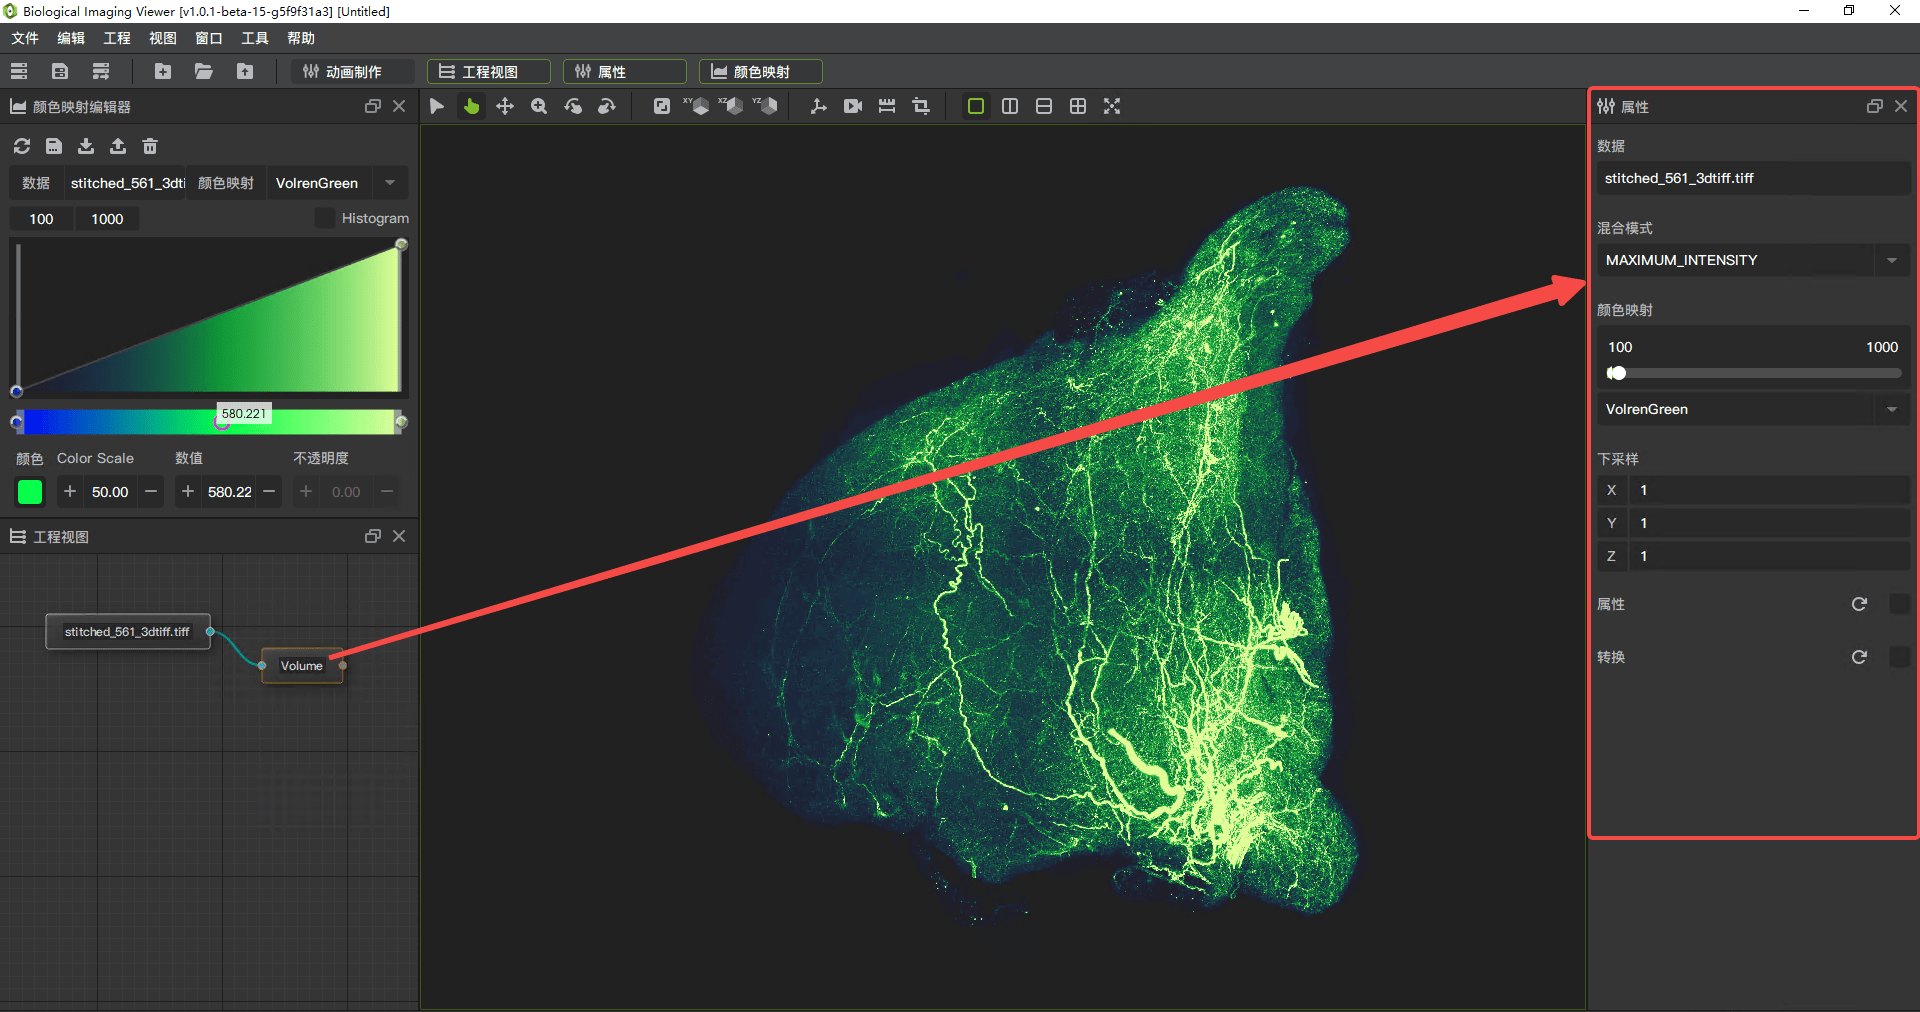 Biological Imaging Viewer [v1.0.1-beta-15-g5f9f31a3] [Untitled]
文件 编辑 工程 视图 窗口 工具 帮助
动画制作 工程视图 属性 颜色映射
颜色映射编辑器
数据 stitched_561_3dti 颜色映射 VolrenGreen
100 1000 Histogram
580.221
颜色 Color Scale 数值 不透明度
50.00 580.22 0.00
工程视图
stitched_561_3dtiff.tiff
Volume
XY XZ YZ
属性
数据
stitched_561_3dtiff.tiff
混合模式
MAXIMUM_INTENSITY
颜色映射
100 1000
VolrenGreen
下采样
X 1
Y 1
Z 1
属性
转换